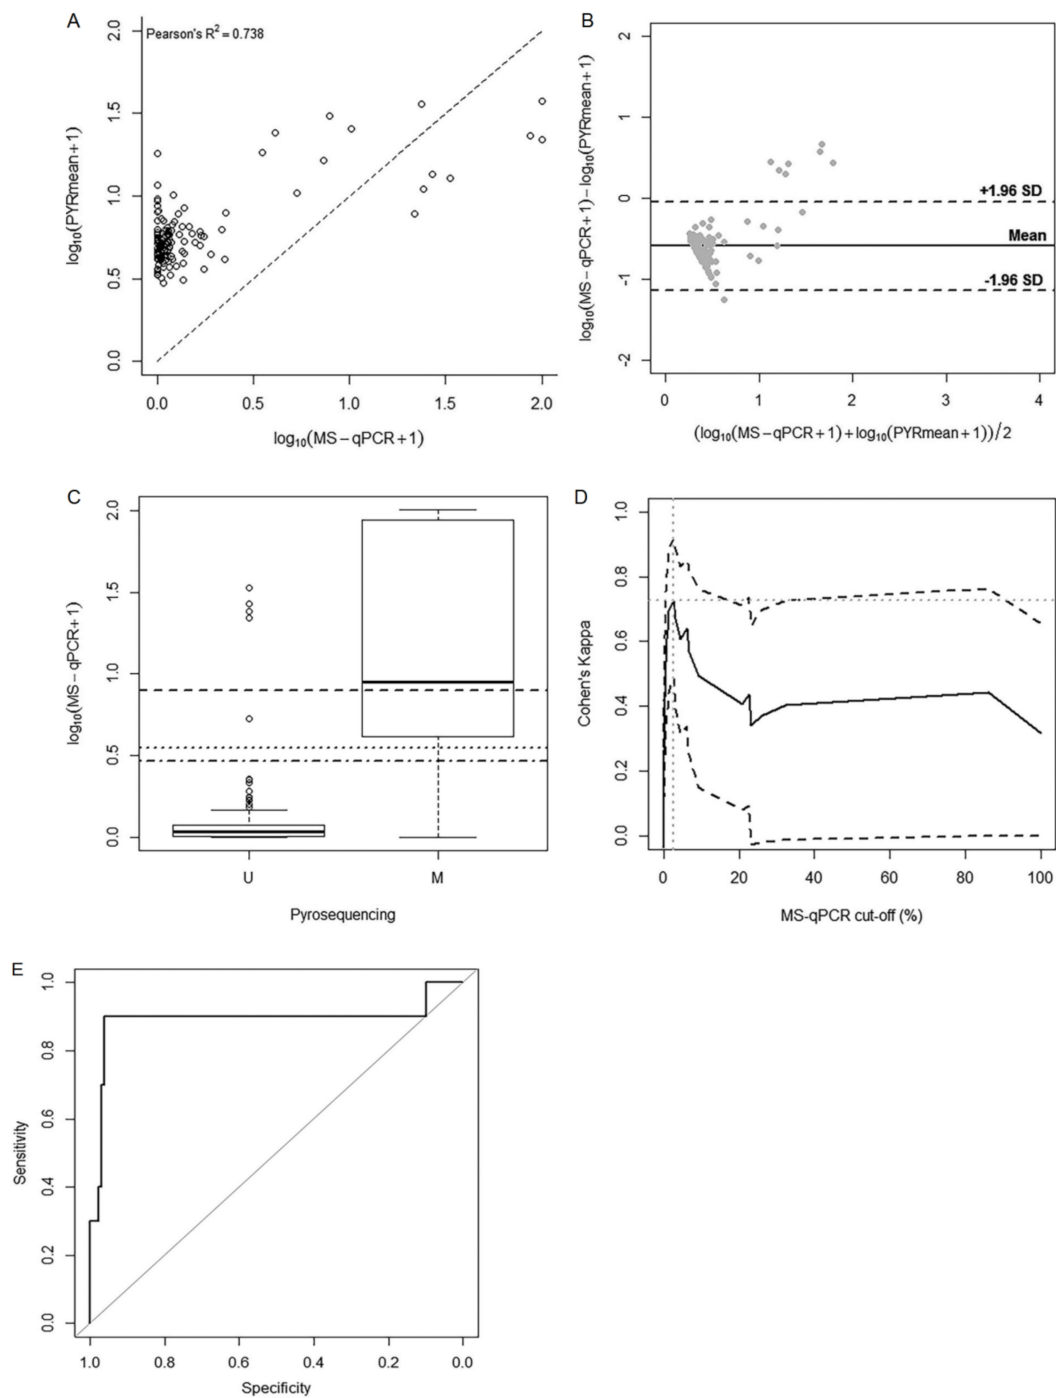 A
Pearson's R² = 0.738
2.0
1.5
1.0
0.5
0.0
log₁₀(PYRmean+1)
0.0 0.5 1.0 1.5 2.0
log₁₀(MS−qPCR+1)
B
2
1
0
-1
-2
log₁₀(MS−qPCR+1)−log₁₀(PYRmean+1)
+1.96 SD
Mean
-1.96 SD
0 1 2 3 4
(log₁₀(MS−qPCR+1)+log₁₀(PYRmean+1))/2
C
2.0
1.5
1.0
0.5
0.0
log₁₀(MS−qPCR+1)
U M
Pyrosequencing
D
1.0
0.8
0.6
0.4
0.2
0.0
Cohen's Kappa
0 20 40 60 80 100
MS-qPCR cut-off (%)
E
1.0
0.8
0.6
0.4
0.2
0.0
Sensitivity
1.0 0.8 0.6 0.4 0.2 0.0
Specificity